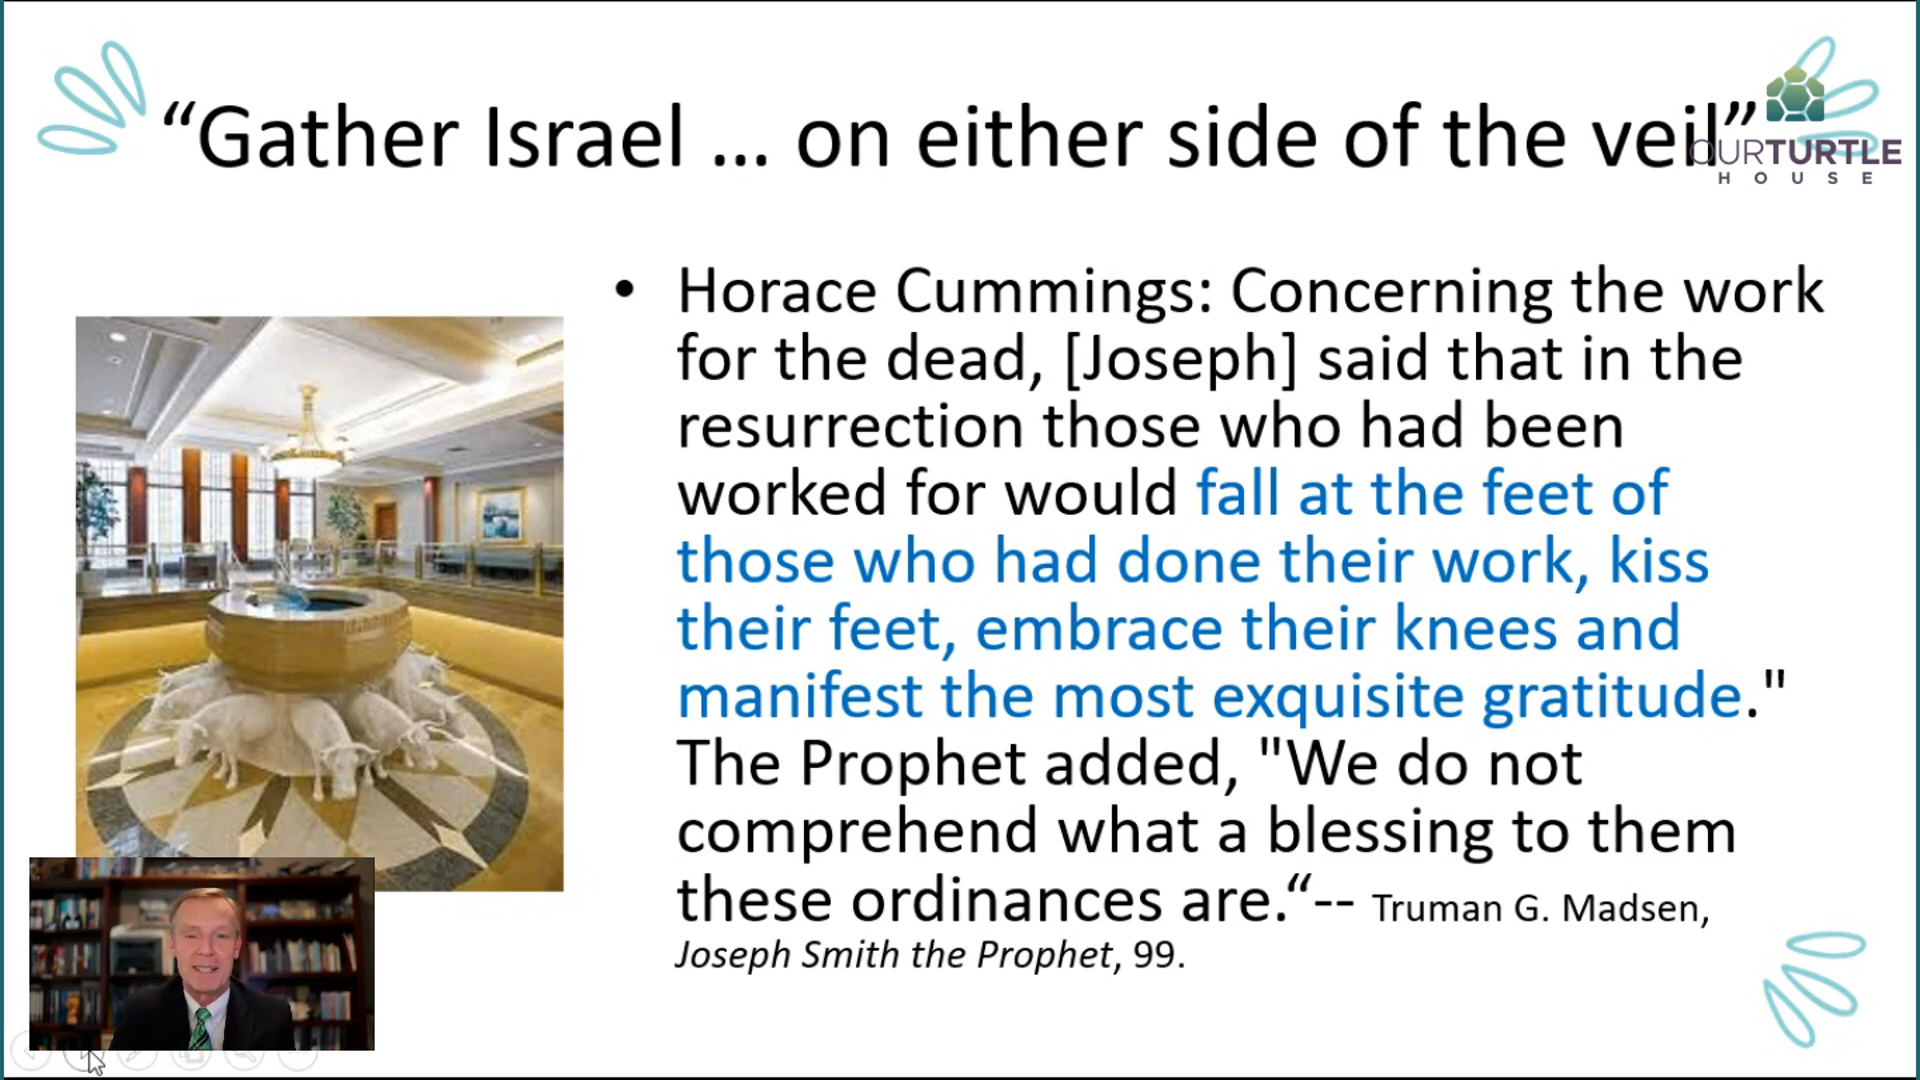 “Gather Israel ... on either side of the veil”
OURTURTLE
HOUSE
• Horace Cummings: Concerning the work
for the dead, [Joseph] said that in the
resurrection those who had been
worked for would fall at the feet of
those who had done their work, kiss
their feet, embrace their knees and
manifest the most exquisite gratitude."
The Prophet added, "We do not
comprehend what a blessing to them
these ordinances are.“-- Truman G. Madsen,
Joseph Smith the Prophet, 99.